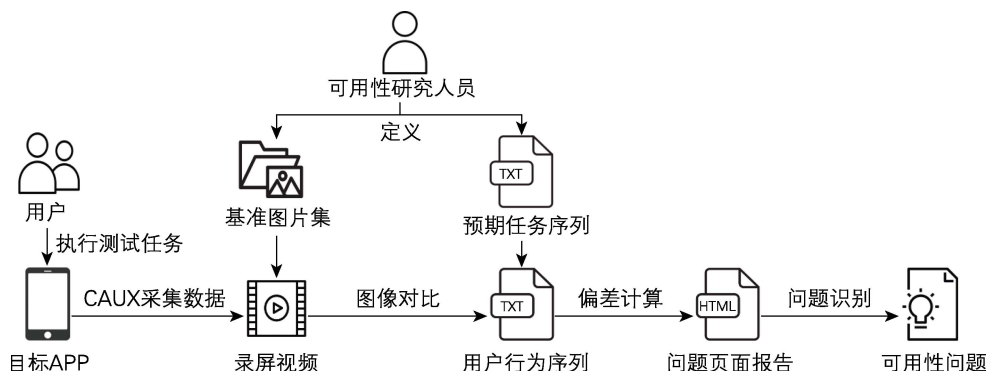 可用性研究人员
定义
用户
基准图片集
TXT
预期任务序列
执行测试任务
CAUX采集数据
图像对比
TXT
偏差计算
HTML
问题识别
目标APP
录屏视频
用户行为序列
问题页面报告
可用性问题